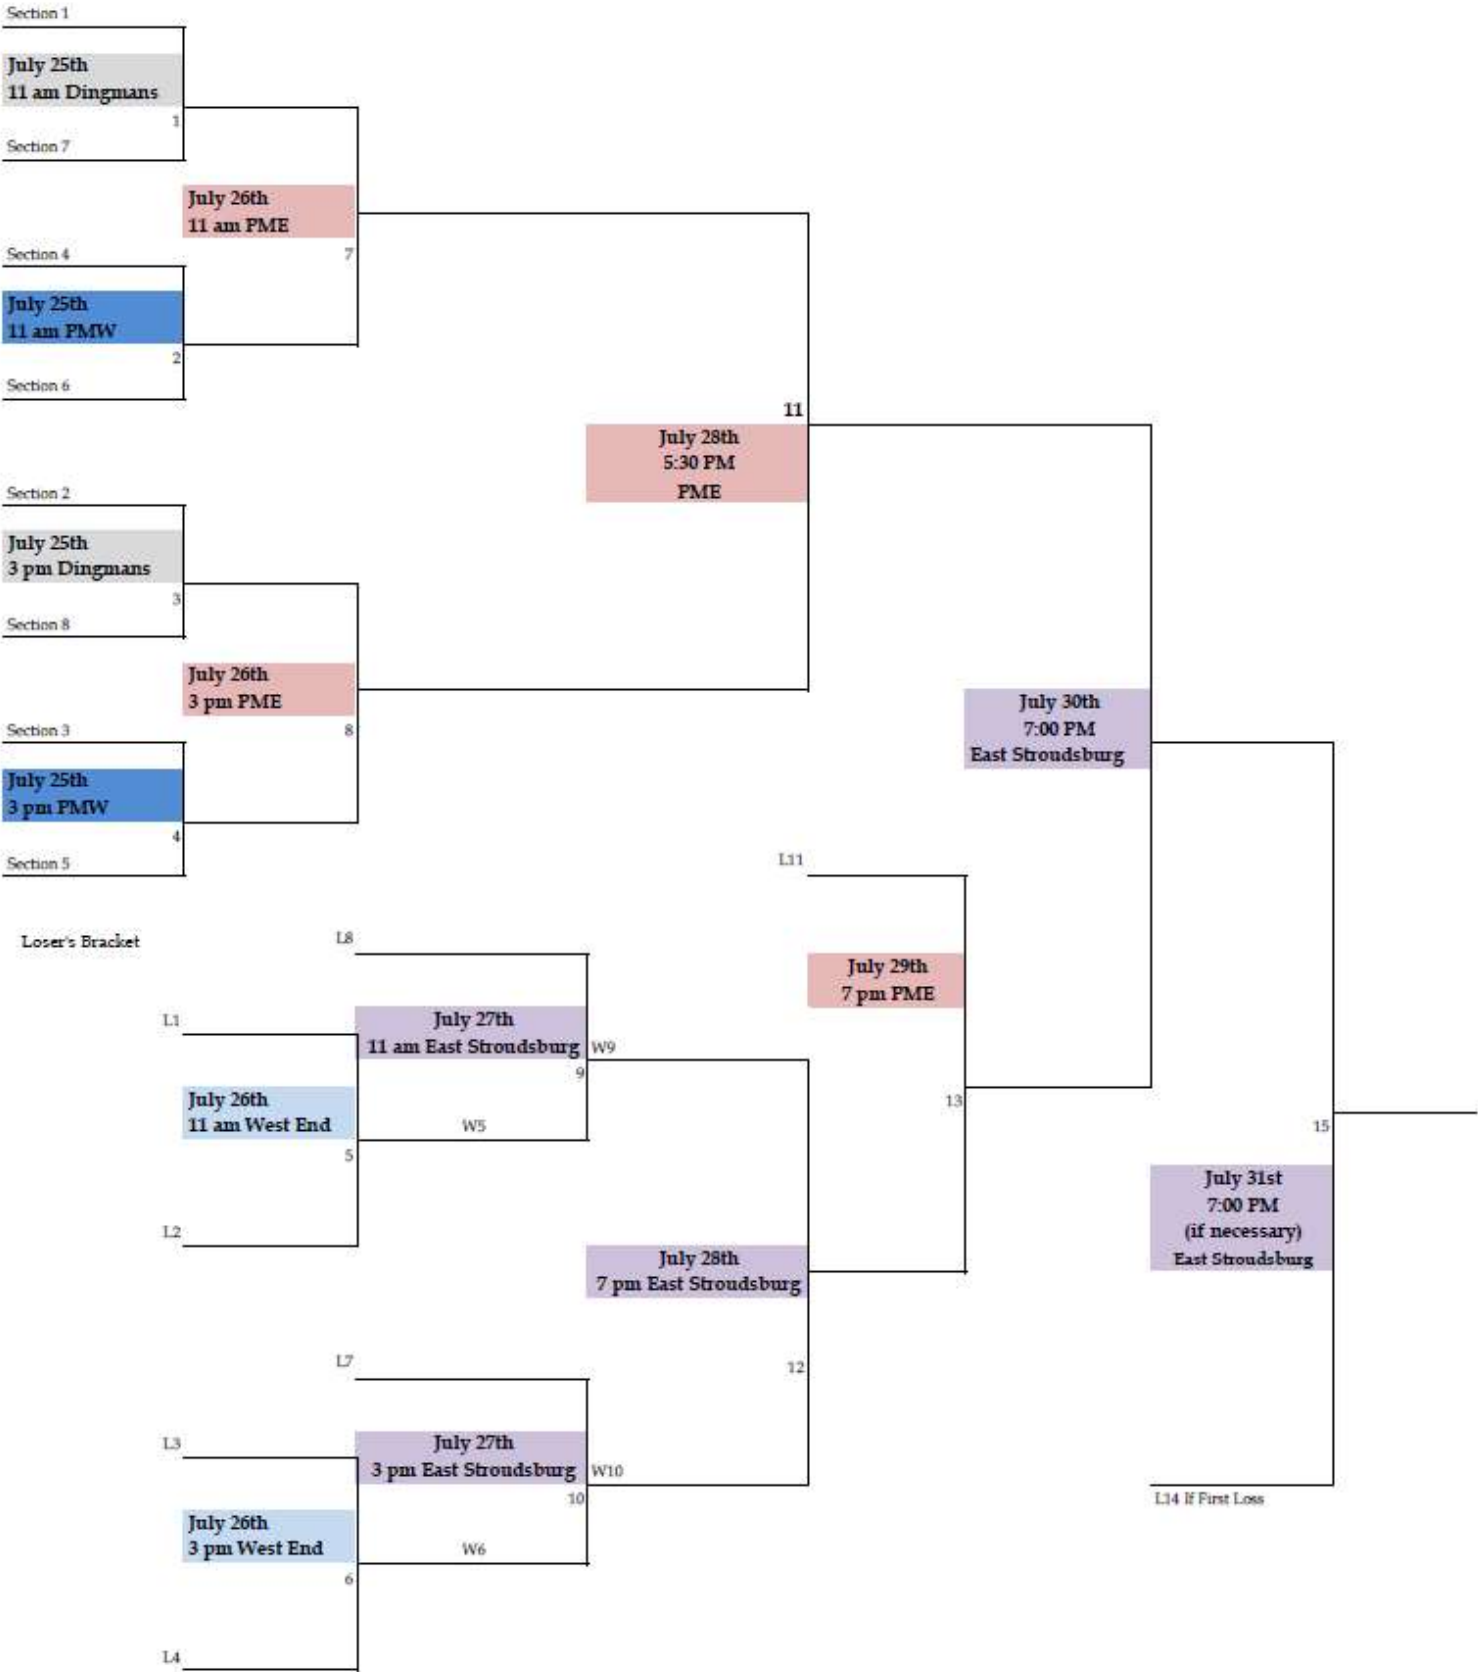 Section 1
July 25th
11 am Dingmans
1
Section 7
July 26th
11 am PME
7
Section 4
July 25th
11 am PMW
2
Section 6
11
July 28th
5:30 PM
PME
Section 2
July 25th
3 pm Dingmans
3
Section 8
July 26th
3 pm PME
8
Section 3
July 25th
3 pm PMW
4
Section 5
July 30th
7:00 PM
East Stroudsburg
L11
Loser's Bracket
L8
July 29th
7 pm PME
L1
July 27th
11 am East Stroudsburg
W9
9
July 26th
11 am West End
W5
5
13
15
L2
July 31st
7:00 PM
(if necessary)
East Stroudsburg
July 28th
7 pm East Stroudsburg
L7
12
L3
July 27th
3 pm East Stroudsburg
W10
10
L14 If First Loss
July 26th
3 pm West End
W6
6
L4